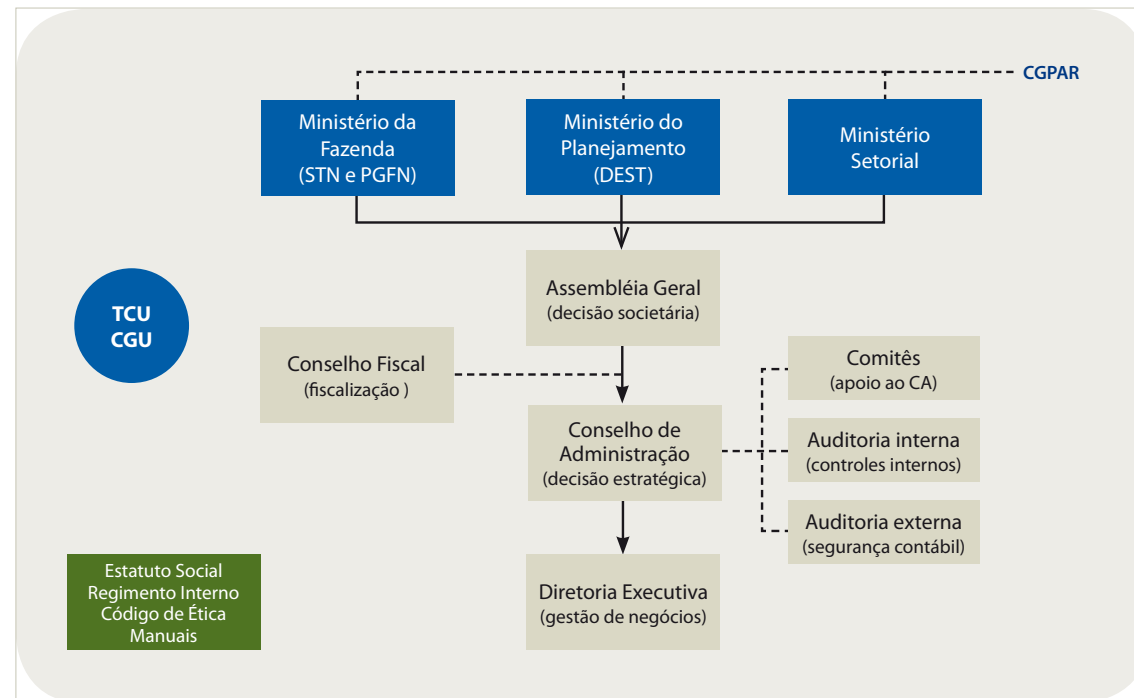 CGPAR
Ministério da
Fazenda
(STN e PGFN)
Ministério do
Planejamento
(DEST)
Ministério
Setorial
Assembléia Geral
(decisão societária)
TCU
CGU
Conselho Fiscal
(fiscalização )
Comitês
(apoio ao CA)
Conselho de
Administração
(decisão estratégica)
Auditoria interna
(controles internos)
Auditoria externa
(segurança contábil)
Estatuto Social
Regimento Interno
Código de Ética
Manuais
Diretoria Executiva
(gestão de negócios)